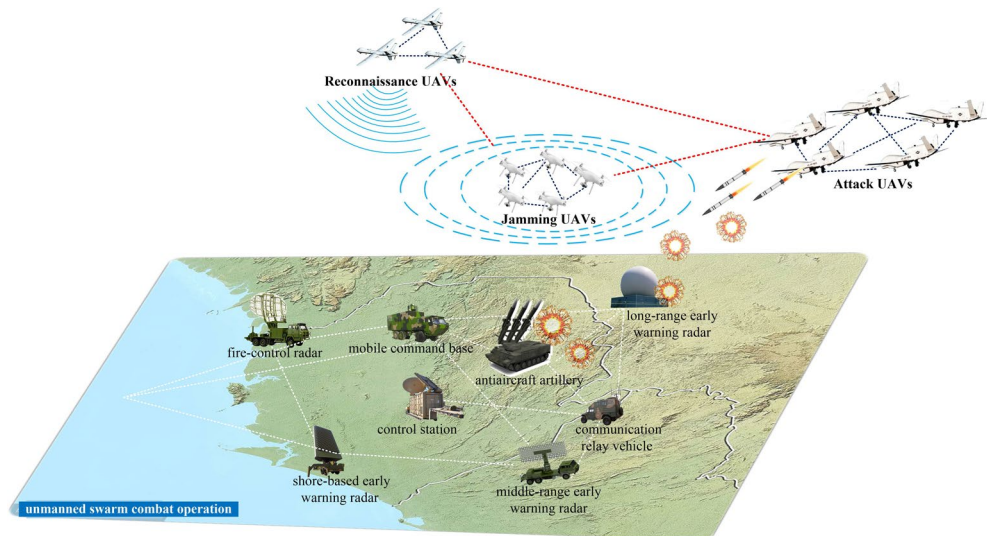 Reconnaissance UAVs
Attack UAVs
Jamming UAVs
long-range early
warning radar
fire-control radar
mobile command base
antiaircraft artillery
control station
communication
relay vehicle
shore-based early
warning radar
middle-range early
warning radar
unmanned swarm combat operation